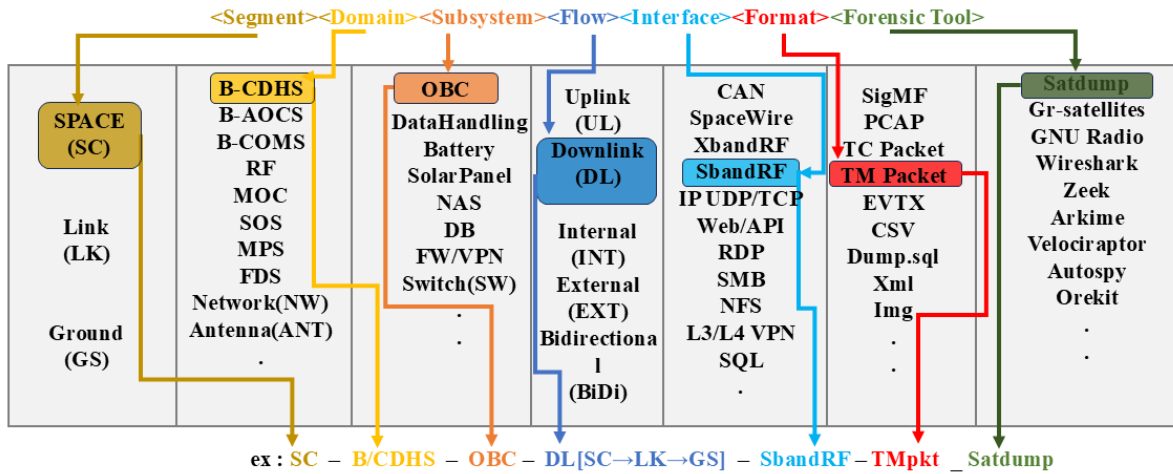 <Segment><Domain><Subsystem><Flow><Interface><Format><Forensic Tool>
SPACE
(SC)
Link
(LK)
Ground
(GS)
B-CDHS
B-AOCS
B-COMS
RF
MOC
SOS
MPS
FDS
Network(NW)
Antenna(ANT)
.
OBC
DataHandling
Battery
SolarPanel
NAS
DB
FW/VPN
Switch(SW)
.
.
Uplink
(UL)
Downlink
(DL)
Internal
(INT)
External
(EXT)
Bidirectiona
l
(BiDi)
CAN
SpaceWire
XbandRF
SbandRF
IP UDP/TCP
Web/API
RDP
SMB
NFS
L3/L4 VPN
SQL
.
SigMF
PCAP
TC Packet
TM Packet
EVTX
CSV
Dump.sql
Xml
Img
.
.
Satdump
Gr-satellites
GNU Radio
Wireshark
Zeek
Arkime
Velociraptor
Autospy
Orekit
.
.
ex : SC – B/CDHS – OBC – DL[SC→LK→GS] – SbandRF – TMpkt _ Satdump